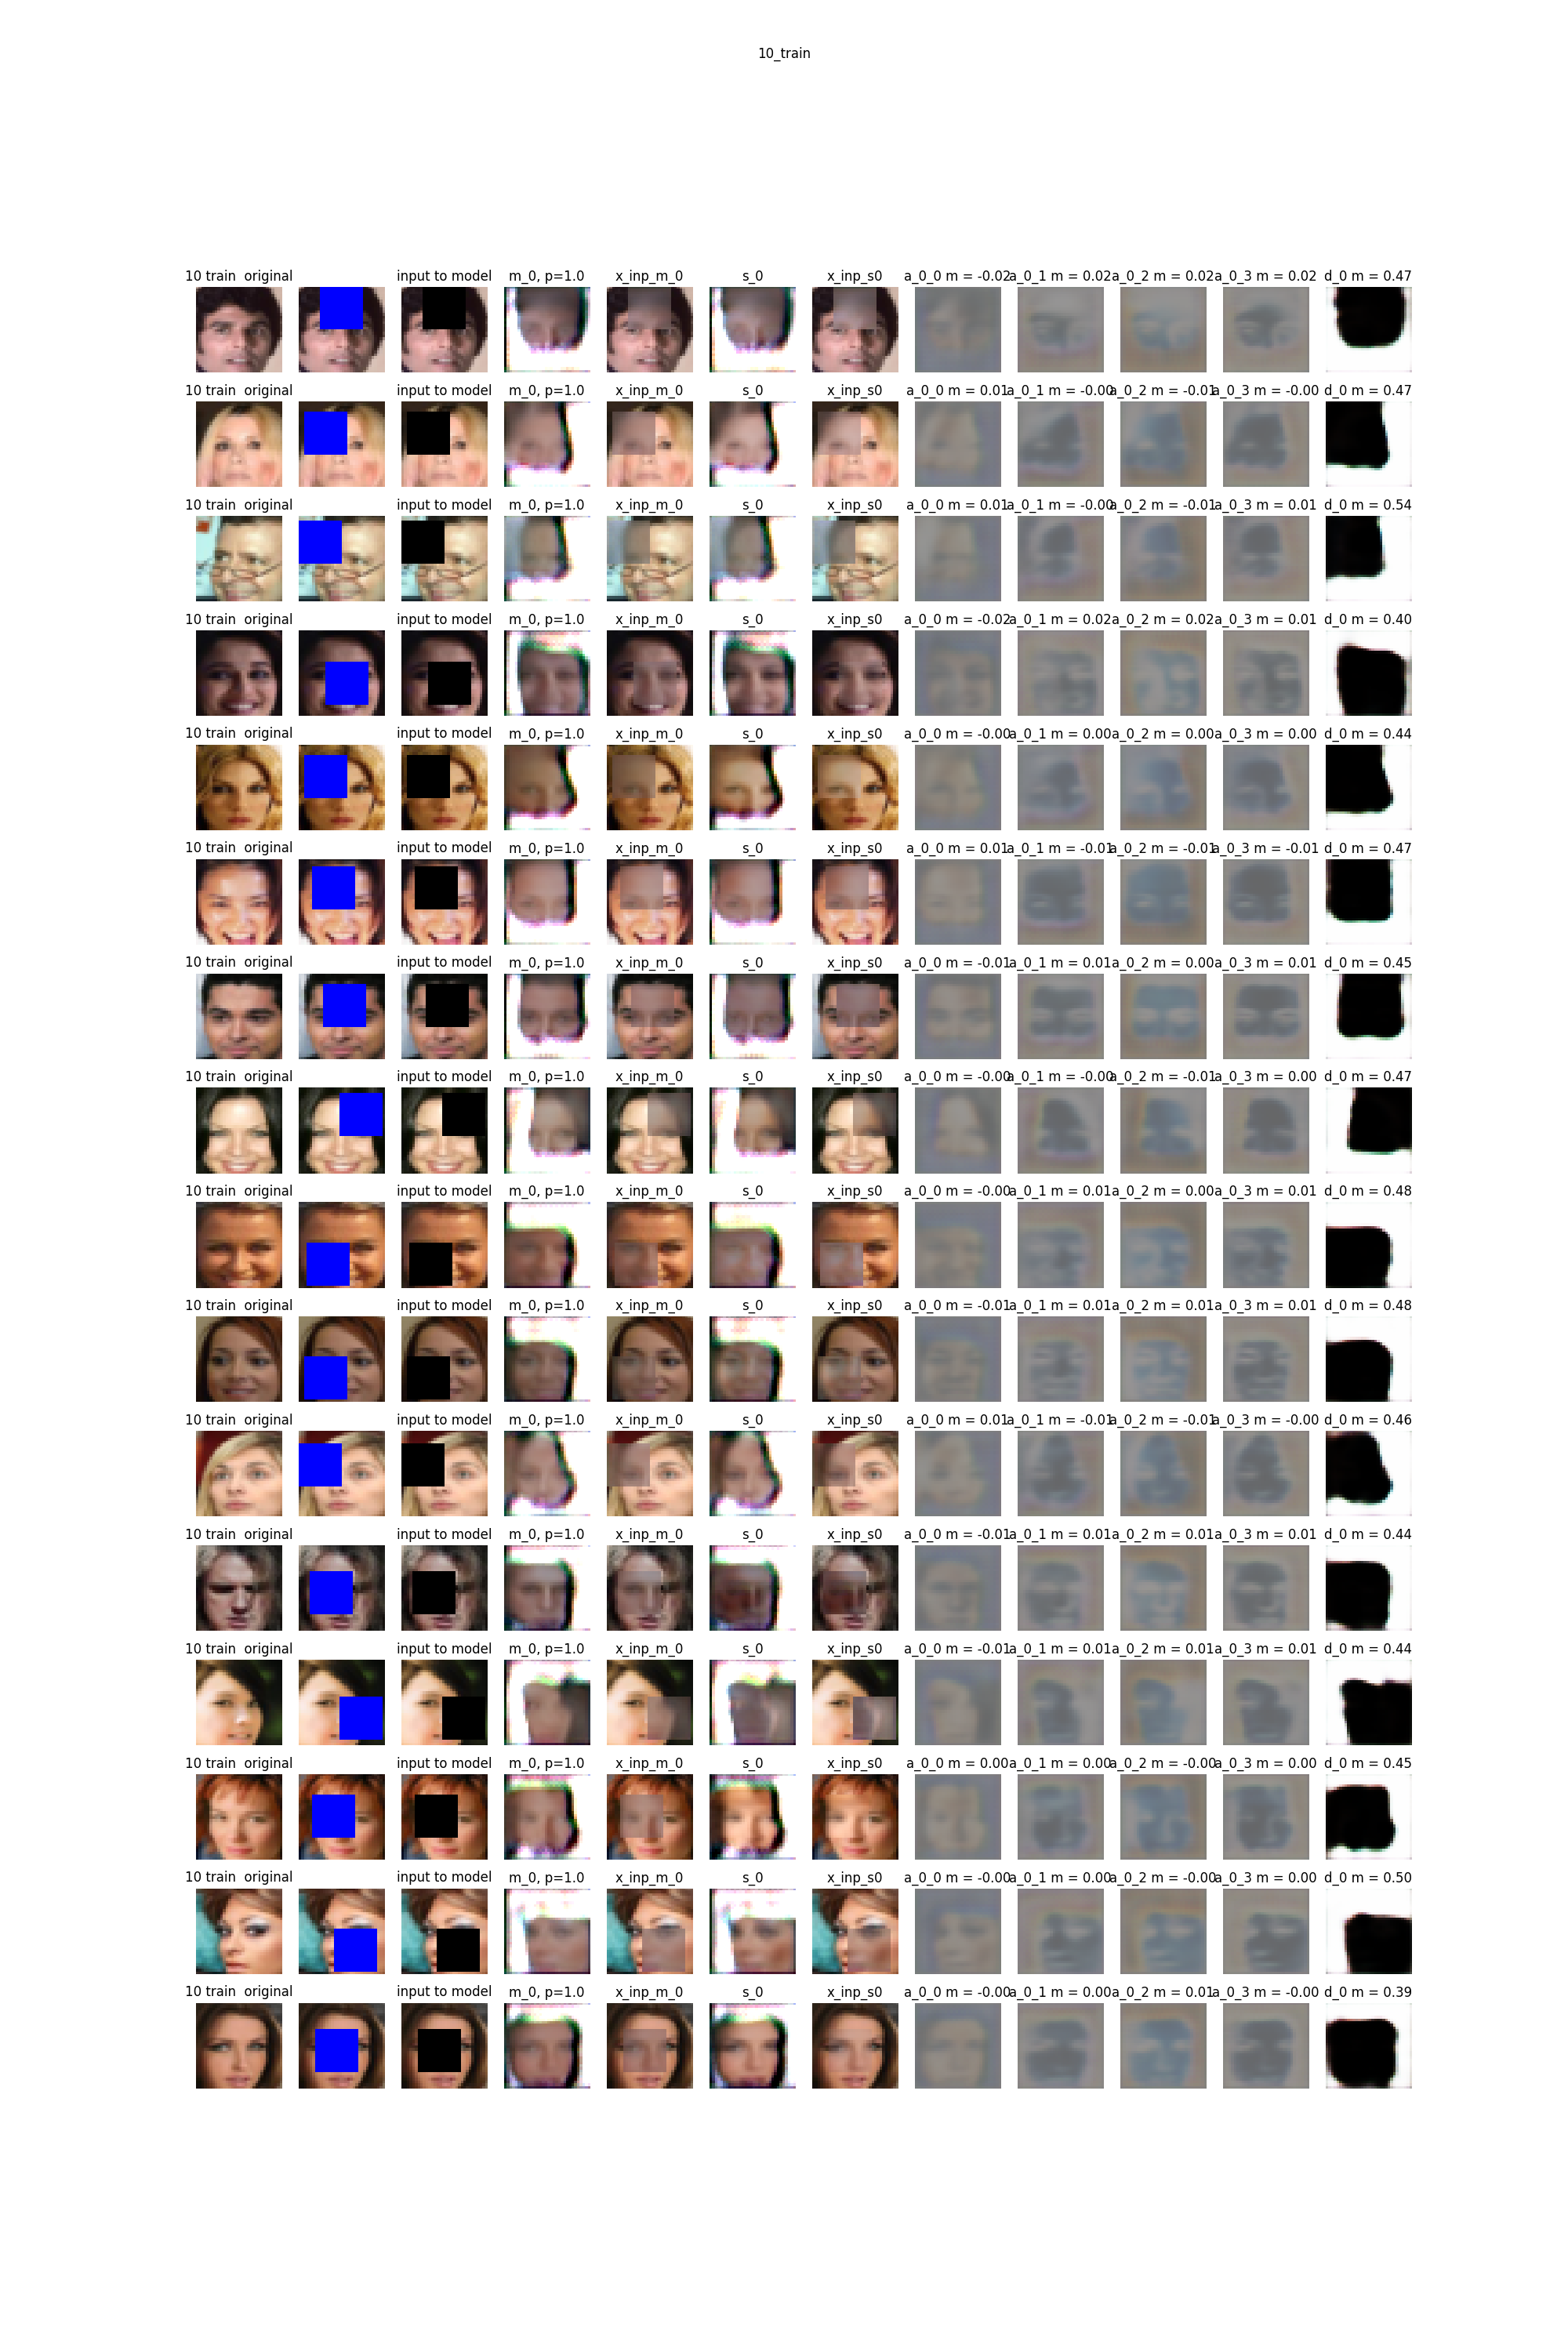 10_train
10 train original input to model m_0, p=1.0 x_inp_m_0 s_0 x_inp_s0 a_0_0 m = -0.02 a_0_1 m = 0.02 a_0_2 m = 0.02 a_0_3 m = 0.02 d_0 m = 0.47
10 train original input to model m_0, p=1.0 x_inp_m_0 s_0 x_inp_s0 a_0_0 m = 0.01 a_0_1 m = -0.00 a_0_2 m = -0.01 a_0_3 m = -0.00 d_0 m = 0.47
10 train original input to model m_0, p=1.0 x_inp_m_0 s_0 x_inp_s0 a_0_0 m = 0.01 a_0_1 m = -0.00 a_0_2 m = -0.01 a_0_3 m = 0.01 d_0 m = 0.54
10 train original input to model m_0, p=1.0 x_inp_m_0 s_0 x_inp_s0 a_0_0 m = -0.02 a_0_1 m = 0.02 a_0_2 m = 0.02 a_0_3 m = 0.01 d_0 m = 0.40
10 train original input to model m_0, p=1.0 x_inp_m_0 s_0 x_inp_s0 a_0_0 m = -0.00 a_0_1 m = 0.00 a_0_2 m = 0.00 a_0_3 m = 0.00 d_0 m = 0.44
10 train original input to model m_0, p=1.0 x_inp_m_0 s_0 x_inp_s0 a_0_0 m = 0.01 a_0_1 m = -0.01 a_0_2 m = -0.01 a_0_3 m = -0.01 d_0 m = 0.47
10 train original input to model m_0, p=1.0 x_inp_m_0 s_0 x_inp_s0 a_0_0 m = -0.01 a_0_1 m = 0.01 a_0_2 m = 0.00 a_0_3 m = 0.01 d_0 m = 0.45
10 train original input to model m_0, p=1.0 x_inp_m_0 s_0 x_inp_s0 a_0_0 m = -0.00 a_0_1 m = -0.00 a_0_2 m = -0.01 a_0_3 m = 0.00 d_0 m = 0.47
10 train original input to model m_0, p=1.0 x_inp_m_0 s_0 x_inp_s0 a_0_0 m = -0.00 a_0_1 m = 0.01 a_0_2 m = 0.00 a_0_3 m = 0.01 d_0 m = 0.48
10 train original input to model m_0, p=1.0 x_inp_m_0 s_0 x_inp_s0 a_0_0 m = -0.01 a_0_1 m = 0.01 a_0_2 m = 0.01 a_0_3 m = 0.01 d_0 m = 0.48
10 train original input to model m_0, p=1.0 x_inp_m_0 s_0 x_inp_s0 a_0_0 m = 0.01 a_0_1 m = -0.01 a_0_2 m = -0.01 a_0_3 m = -0.00 d_0 m = 0.46
10 train original input to model m_0, p=1.0 x_inp_m_0 s_0 x_inp_s0 a_0_0 m = -0.01 a_0_1 m = 0.01 a_0_2 m = 0.01 a_0_3 m = 0.01 d_0 m = 0.44
10 train original input to model m_0, p=1.0 x_inp_m_0 s_0 x_inp_s0 a_0_0 m = -0.01 a_0_1 m = 0.01 a_0_2 m = 0.01 a_0_3 m = 0.01 d_0 m = 0.44
10 train original input to model m_0, p=1.0 x_inp_m_0 s_0 x_inp_s0 a_0_0 m = 0.00 a_0_1 m = 0.00 a_0_2 m = -0.00 a_0_3 m = 0.00 d_0 m = 0.45
10 train original input to model m_0, p=1.0 x_inp_m_0 s_0 x_inp_s0 a_0_0 m = -0.00 a_0_1 m = 0.00 a_0_2 m = -0.00 a_0_3 m = 0.00 d_0 m = 0.50
10 train original input to model m_0, p=1.0 x_inp_m_0 s_0 x_inp_s0 a_0_0 m = -0.00 a_0_1 m = 0.00 a_0_2 m = 0.01 a_0_3 m = -0.00 d_0 m = 0.39